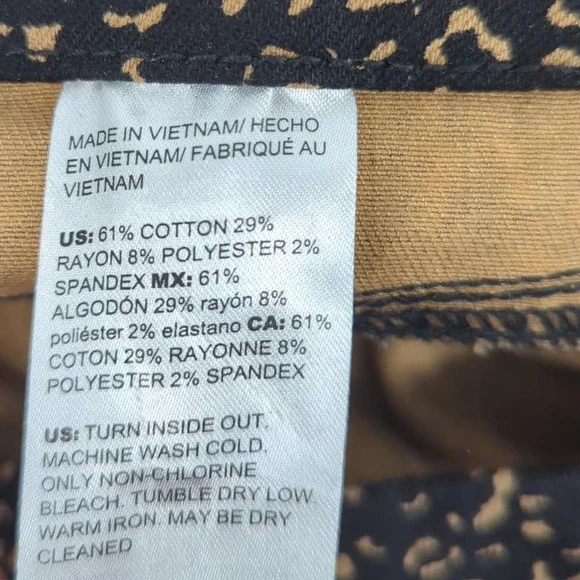 MADE IN VIETNAM/ HECHO
EN VIETNAM/ FABRIQUÉ AU
VIETNAM
US: 61% COTTON 29%
RAYON 8% POLYESTER 2%
SPANDEX MX: 61%
ALGODÓN 29% rayón 8%
poliéster 2% elastano CA: 61%
COTON 29% RAYONNE 8%
POLYESTER 2% SPANDEX
US: TURN INSIDE OUT.
MACHINE WASH COLD.
ONLY NON-CHLORINE
BLEACH. TUMBLE DRY LOW.
WARM IRON. MAY BE DRY
CLEANED